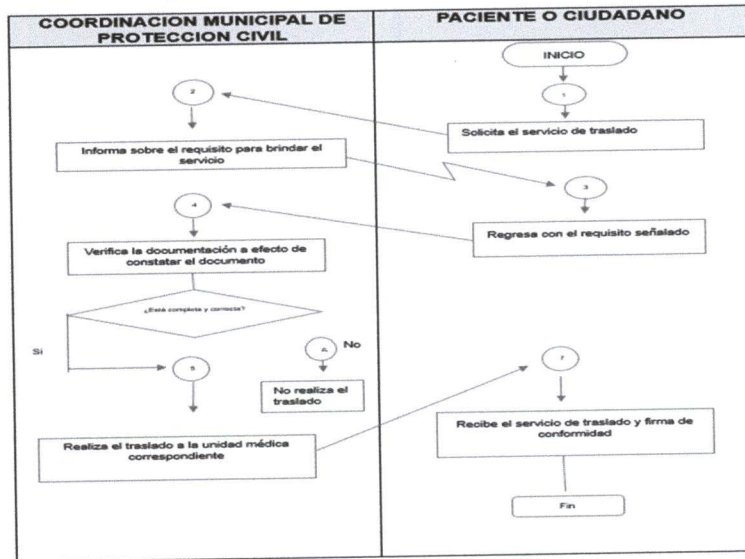 COORDINACION MUNICIPAL DE
PROTECCION CIVIL
PACIENTE O CIUDADANO
INICIO
1
Solicita el servicio de traslado
2
Informa sobre el requisito para brindar el
servicio
3
Regresa con el requisito señalado
4
Verifica la documentación a efecto de
constatar el documento
¿Está completa y correcta?
Si
No
A
No realiza el
traslado
5
Realiza el traslado a la unidad médica
correspondiente
7
Recibe el servicio de traslado y firma de
conformidad
Fin